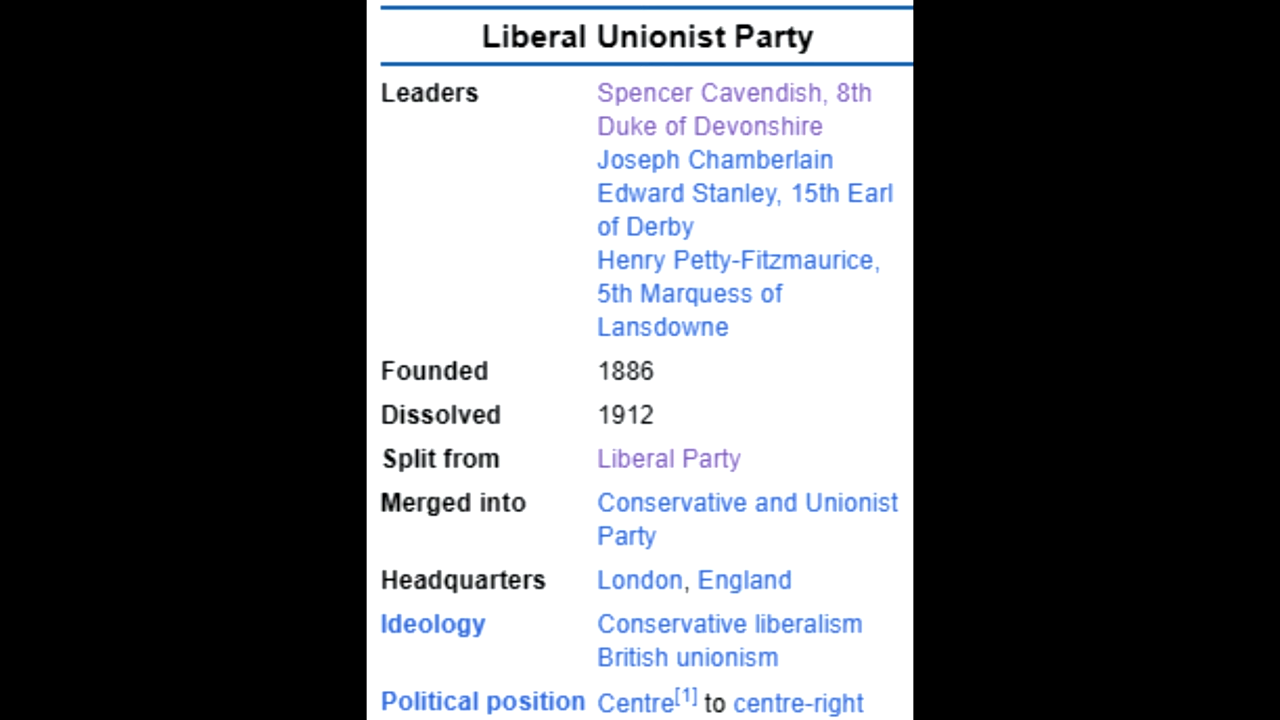 Liberal Unionist Party
Leaders Spencer Cavendish, 8th
Duke of Devonshire
Joseph Chamberlain
Edward Stanley, 15th Earl
of Derby
Henry Petty-Fitzmaurice,
5th Marquess of
Lansdowne
Founded 1886
Dissolved 1912
Split from Liberal Party
Merged into Conservative and Unionist
Party
Headquarters London, England
Ideology Conservative liberalism
British unionism
Political position Centre[1] to centre-right